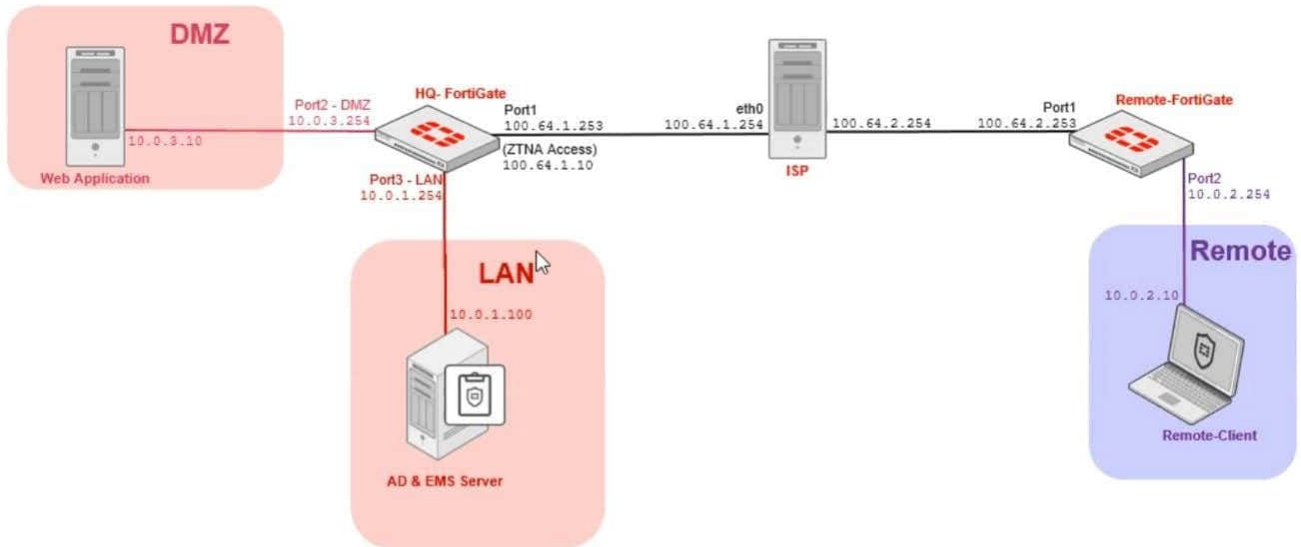 DMZ
Web Application
10.0.3.10
Port2 - DMZ
10.0.3.254
HQ- FortiGate
Port1
100.64.1.253
(ZTNA Access)
100.64.1.10
Port3 - LAN
10.0.1.254
eth0
100.64.1.254
ISP
100.64.2.254
Port1
100.64.2.253
Remote-FortiGate
Port2
10.0.2.254
LAN
10.0.1.100
AD & EMS Server
Remote
10.0.2.10
Remote-Client